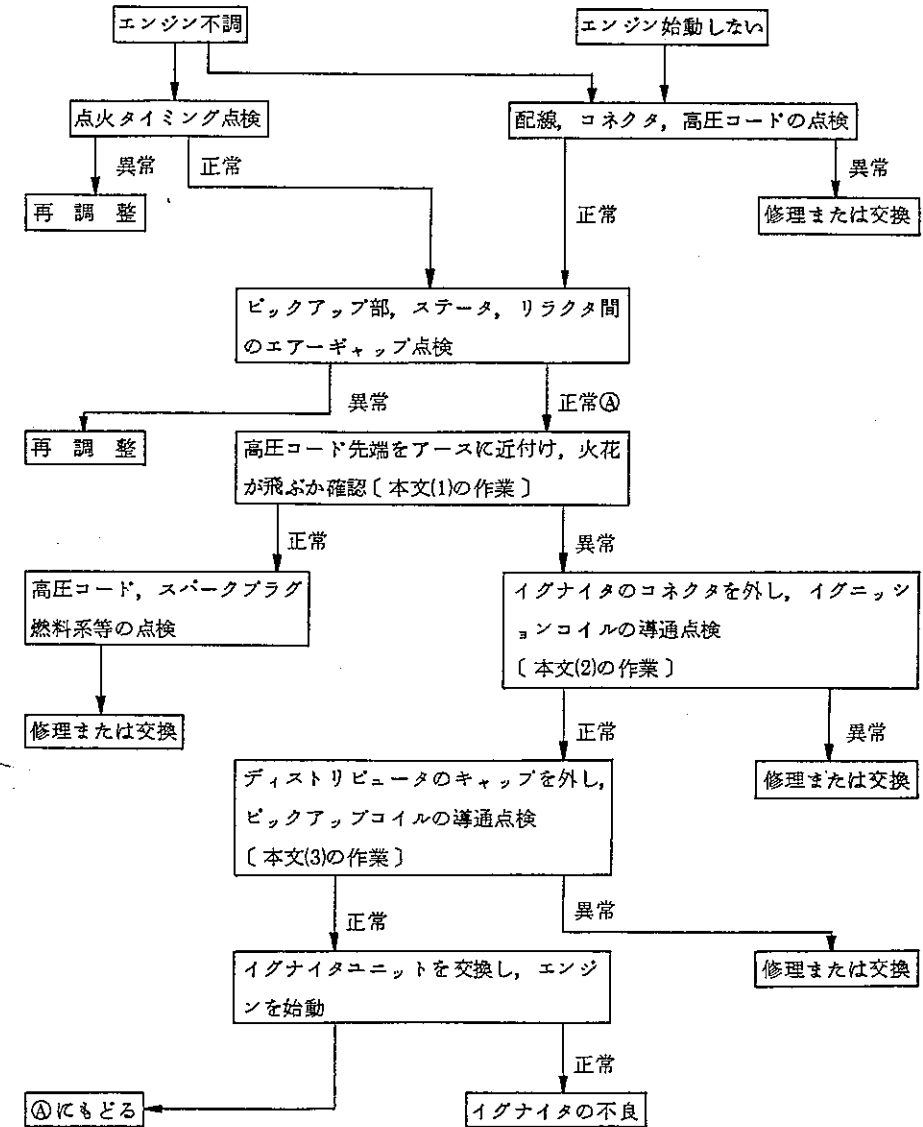 エンジン不調
エンジン始動しない
点火タイミング点検
配線，コネクタ，高圧コードの点検
異常
正常
異常
再調整
正常
修理または交換
ピックアップ部，ステータ，リラクタ間
のエアーギャップ点検
異常
正常Ⓐ
再調整
高圧コード先端をアースに近付け，火花
が飛ぶか確認〔本文(1)の作業〕
正常
異常
高圧コード，スパークプラグ
燃料系等の点検
イグナイタのコネクタを外し，イグニッシ
ョンコイルの導通点検
〔本文(2)の作業〕
修理または交換
正常
異常
修理または交換
ディストリビュータのキャップを外し，
ピックアップコイルの導通点検
〔本文(3)の作業〕
正常
異常
修理または交換
イグナイタユニットを交換し，エンジ
ンを始動
正常
Ⓐにもどる
イグナイタの不良